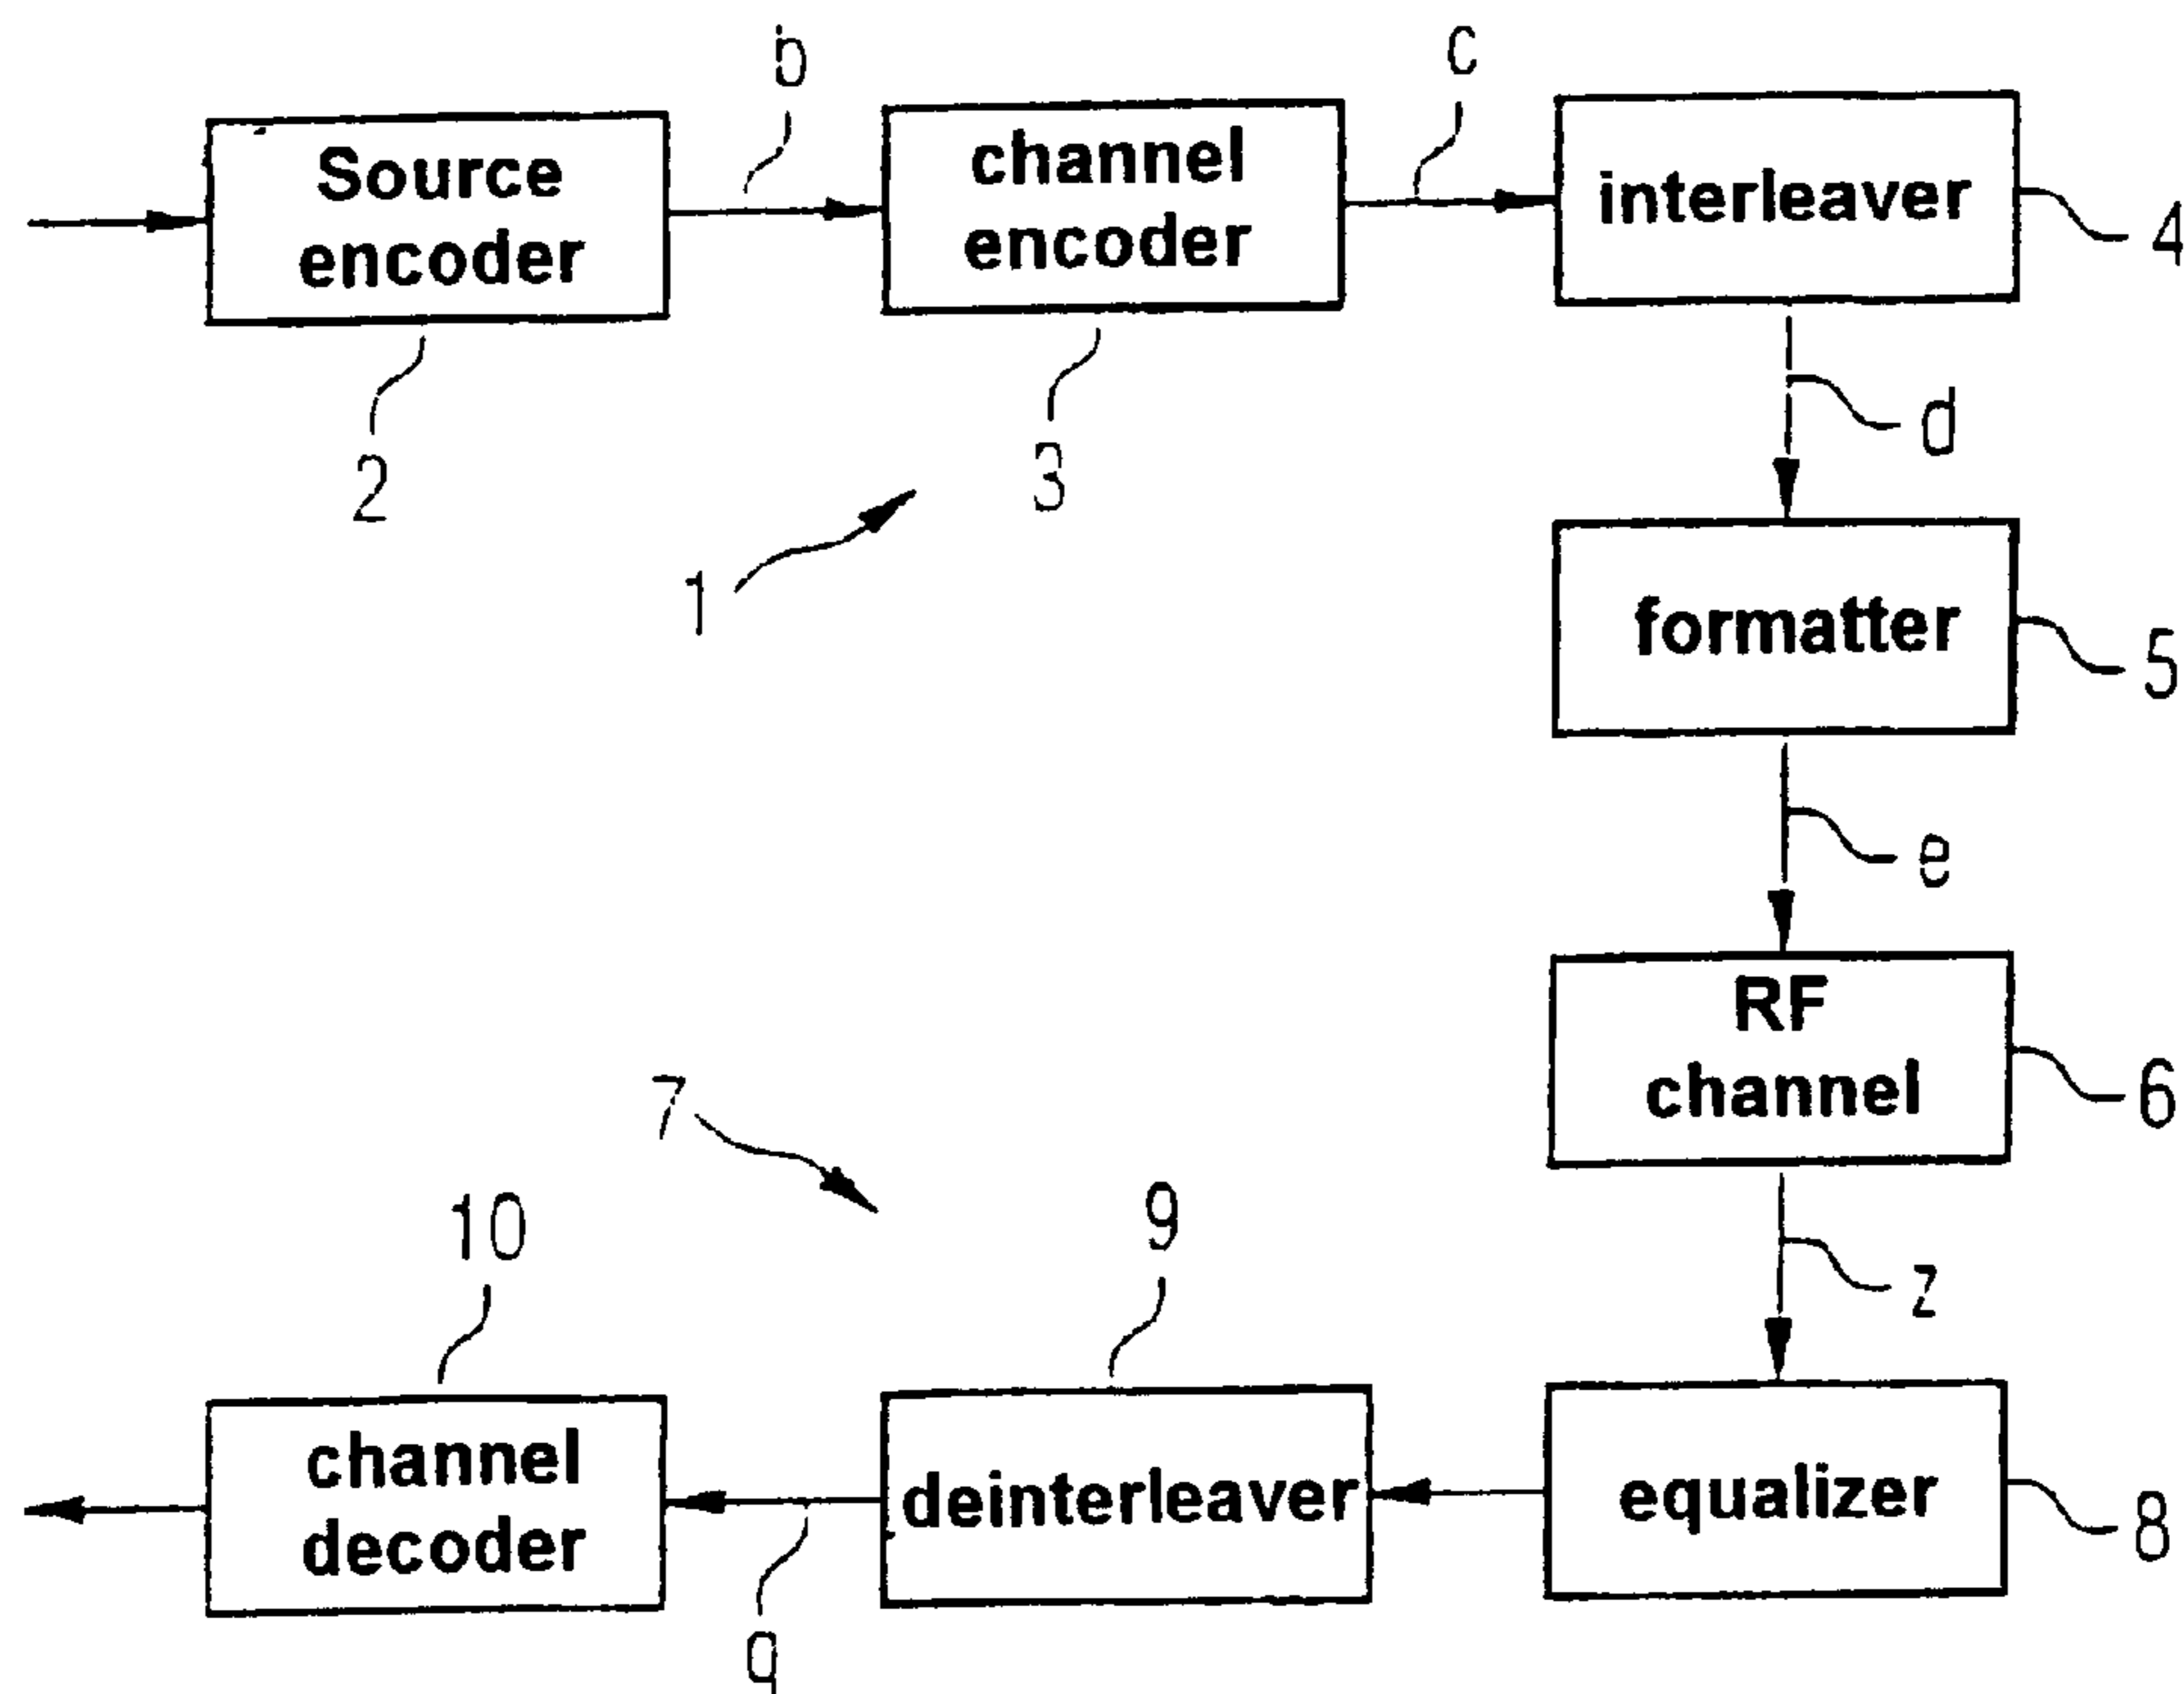 b
c
Source
encoder
channel
encoder
interleaver
4
2
3
d
1
formatter
5
e
RF
channel
6
7
10
9
z
channel
decoder
deinterleaver
equalizer
8
q